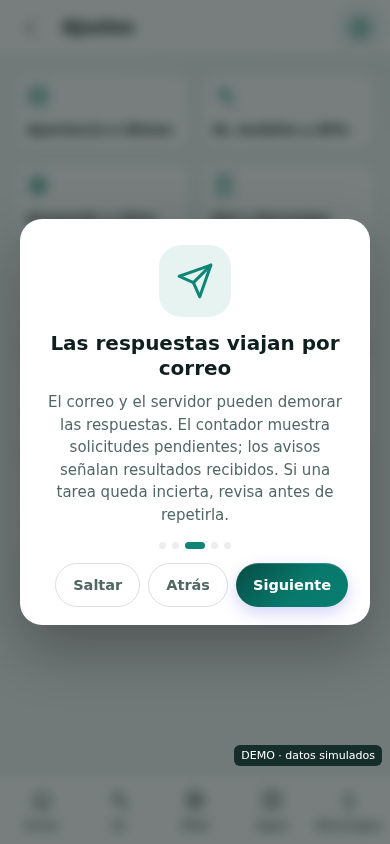 Ajustes
Las respuestas viajan por
correo
El correo y el servidor pueden demorar
las respuestas. El contador muestra
solicitudes pendientes; los avisos
señalan resultados recibidos. Si una
tarea queda incierta, revisa antes de
repetirla.
Saltar
Atrás
Siguiente
DEMO · datos simulados